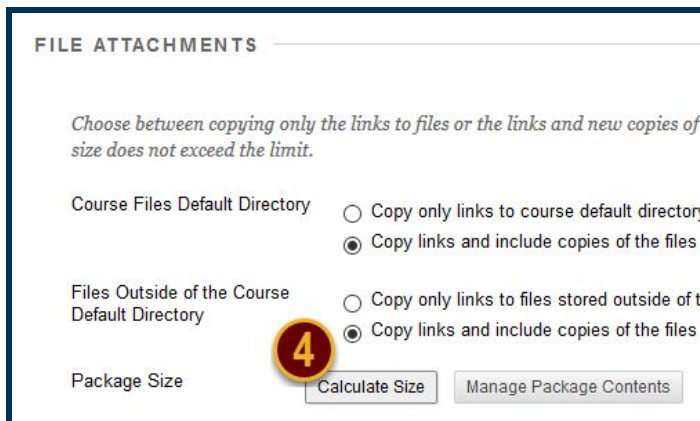 FILE ATTACHMENTS
Choose between copying only the links to files or the links and new copies of
size does not exceed the limit.
Course Files Default Directory
Copy only links to course default directory
Copy links and include copies of the files
Files Outside of the Course
Default Directory
Copy only links to files stored outside of
Copy links and include copies of the files
4
Package Size
Calculate Size
Manage Package Contents